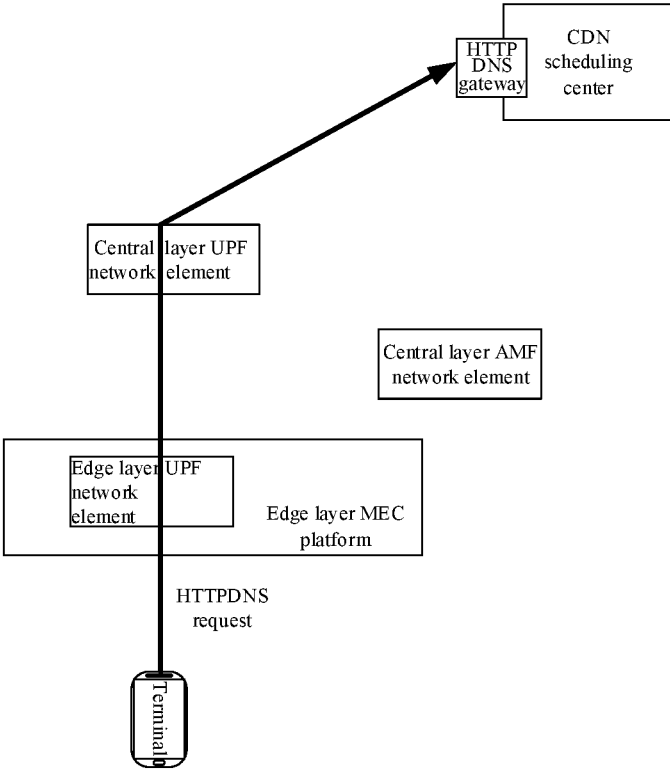 HTTP
DNS
gateway
CDN
scheduling
center
Central layer UPF
network element
Central layer AMF
network element
Edge layer UPF
network
element
Edge layer MEC
platform
HTTPDNS
request
Terminal